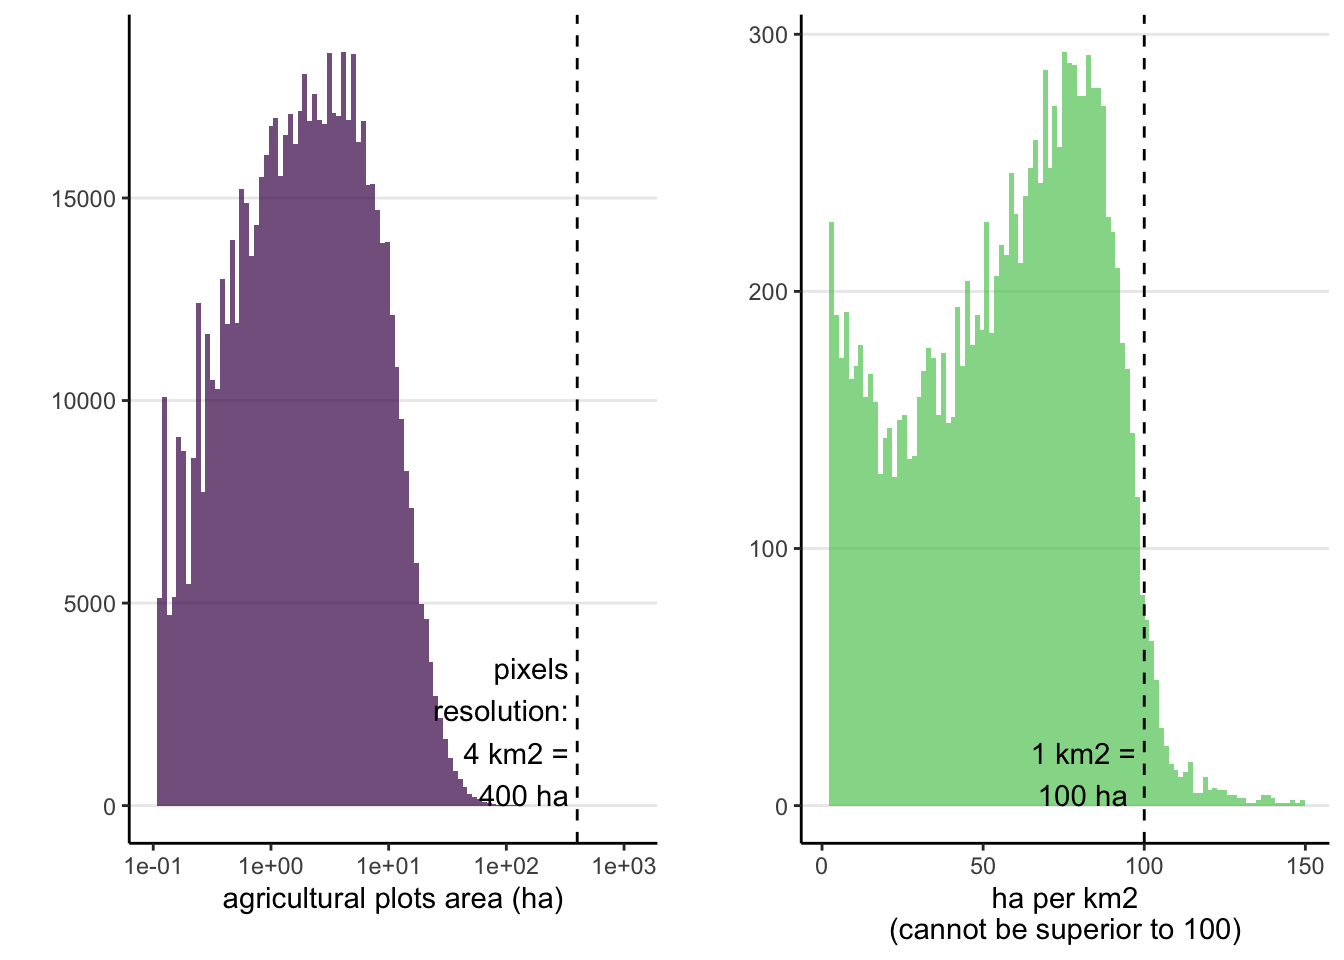 15000
10000
5000
0
pixels
resolution:
4 km2 =
400 ha
1e-01 1e+00 1e+01 1e+02 1e+03
agricultural plots area (ha)
300
200
100
0
1 km2 =
100 ha
0 50 100 150
ha per km2
(cannot be superior to 100)